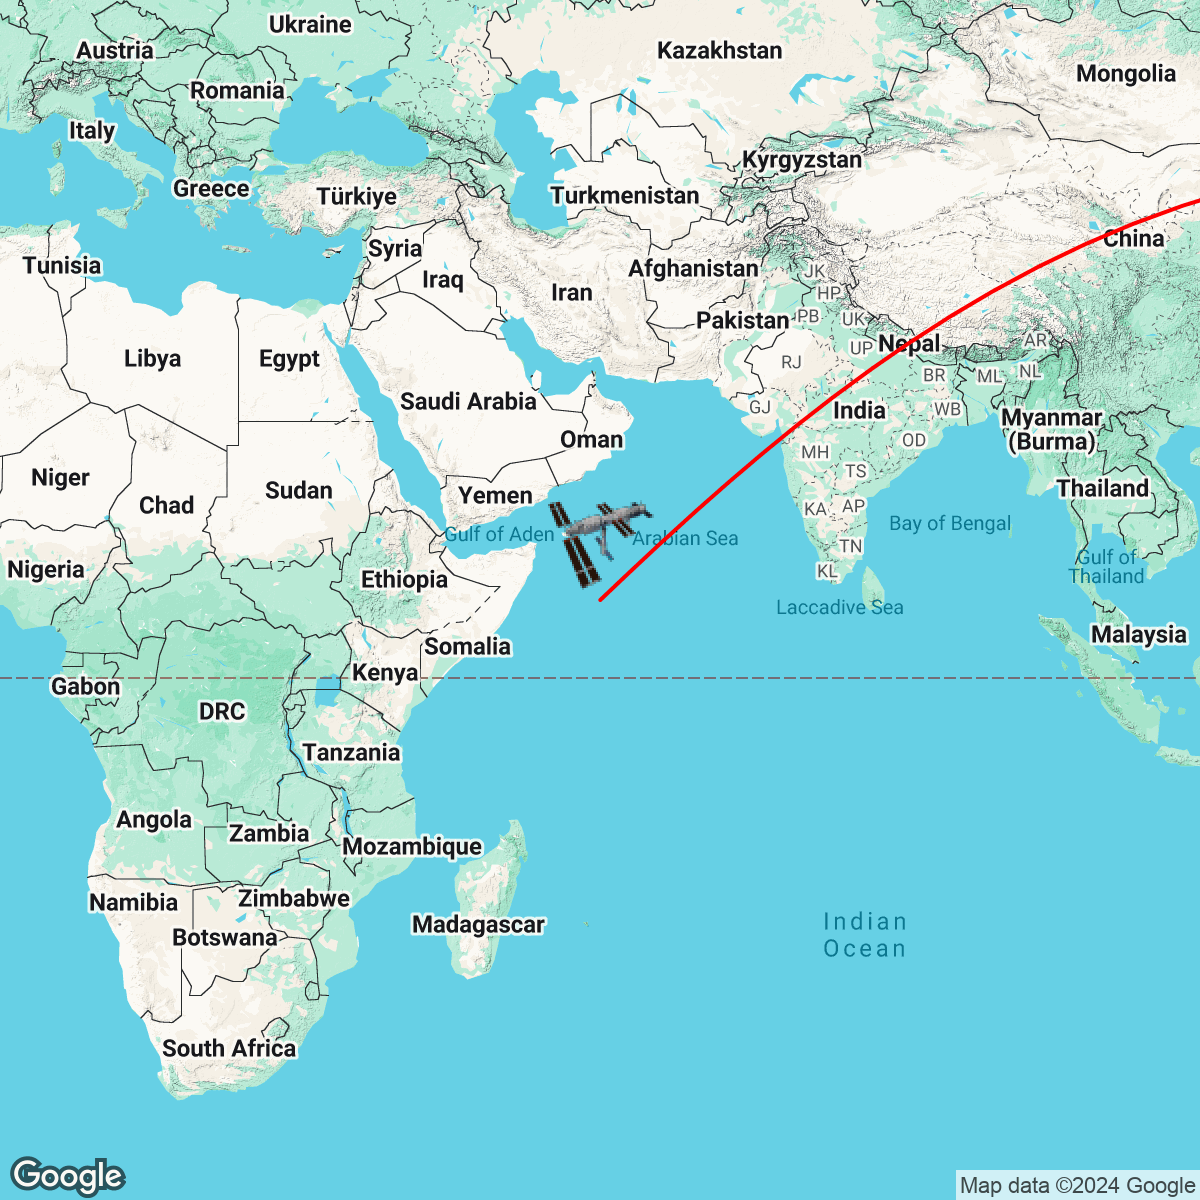 Ukraine
Austria
Kazakhstan
Mongolia
Romania
Italy
Kyrgyzstan
Greece
Türkiye
Turkmenistan
Syria
China
Tunisia
Iraq
Afghanistan
JK
Iran
HP
Pakistan
PB
UK
Nepal
AR
UP
Libya
Egypt
RJ
BR
ML
NL
Saudi Arabia
GJ
India
WB
Myanmar
(Burma)
Oman
OD
MH
TS
Niger
Chad
Sudan
Yemen
Thailand
KA
AP
Bay of Bengal
Gulf of Aden
Arabian Sea
TN
Gulf of
Thailand
Nigeria
Ethiopia
KL
Laccadive Sea
Malaysia
Somalia
Kenya
Gabon
DRC
Tanzania
Angola
Zambia
Mozambique
Namibia
Zimbabwe
Madagascar
Indian
Ocean
Botswana
South Africa
Google
Map data ©2024 Google